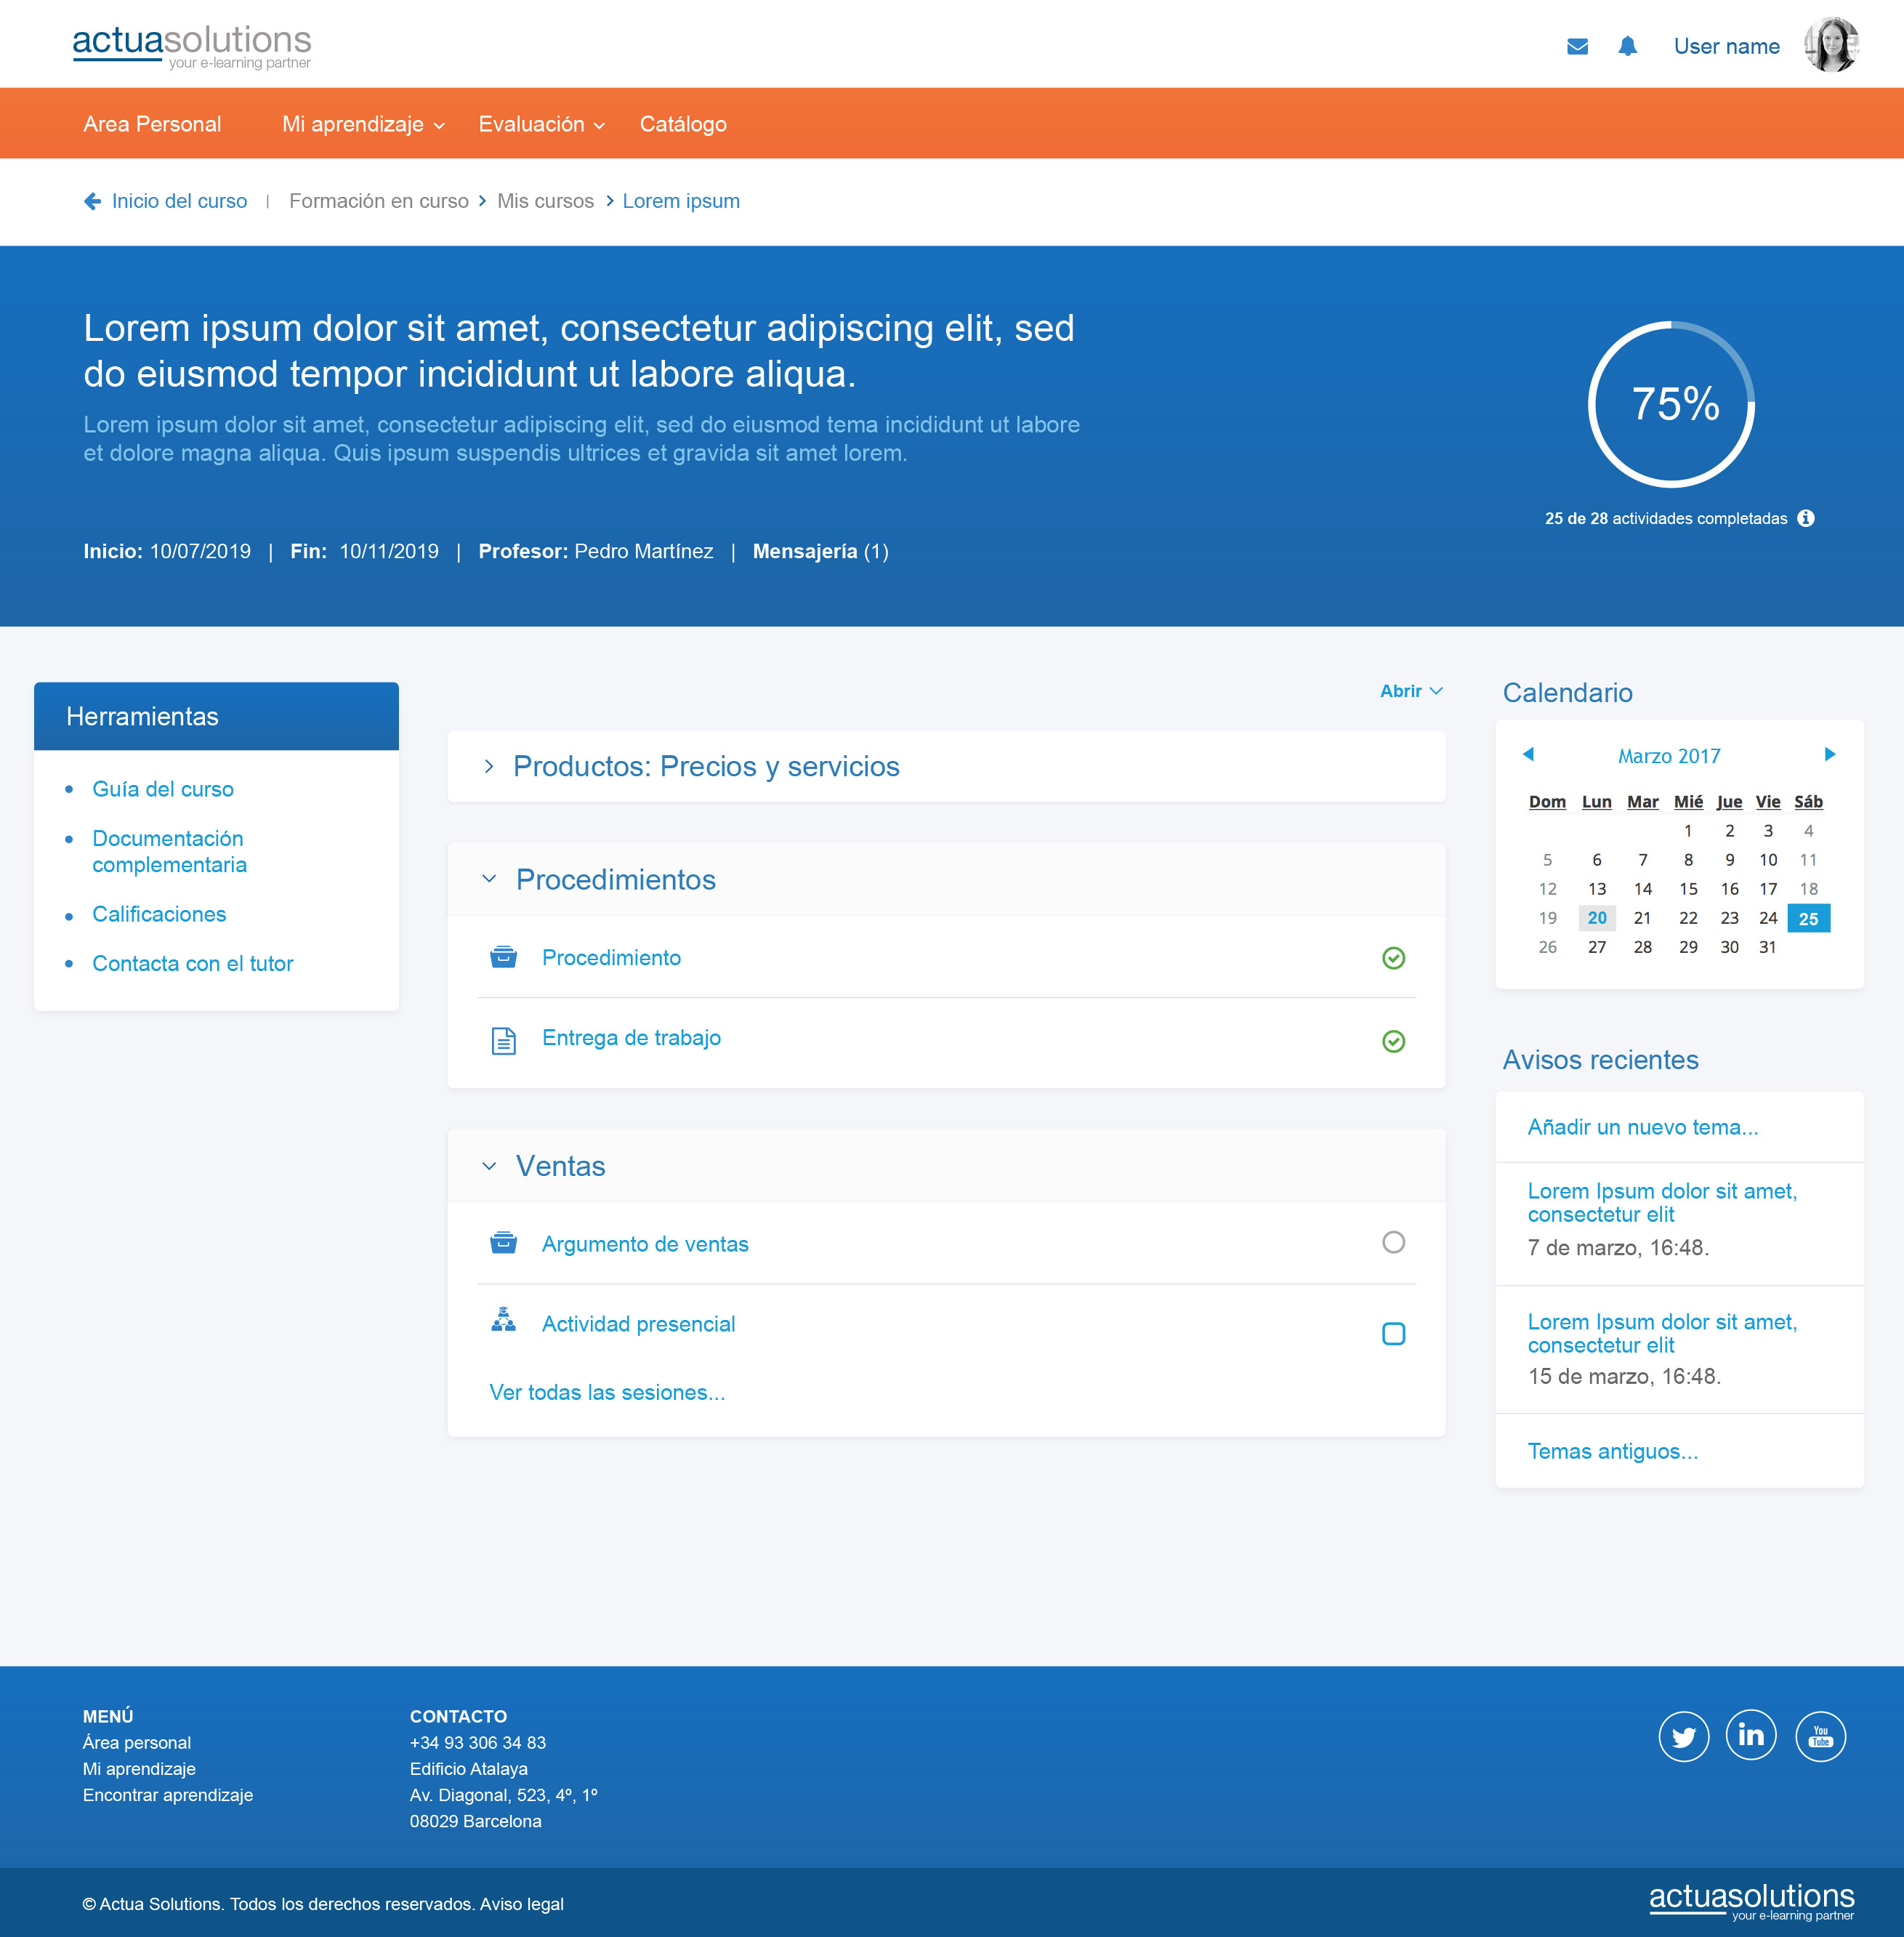 actuasolutions
your e-learning partner
User name
Area Personal
Mi aprendizaje
Evaluación
Catálogo
Inicio del curso | Formación en curso > Mis cursos > Lorem ipsum
Lorem ipsum dolor sit amet, consectetur adipiscing elit, sed
do eiusmod tempor incididunt ut labore aliqua.
Lorem ipsum dolor sit amet, consectetur adipiscing elit, sed do eiusmod tema incididunt ut labore
et dolore magna aliqua. Quis ipsum suspendis ultrices et gravida sit amet lorem.
Inicio: 10/07/2019 | Fin: 10/11/2019 | Profesor: Pedro Martínez | Mensajería (1)
75%
25 de 28 actividades completadas
Herramientas
Guía del curso
Documentación
complementaria
Calificaciones
Contacta con el tutor
Abrir
Productos: Precios y servicios
Procedimientos
Procedimiento
Entrega de trabajo
Ventas
Argumento de ventas
Actividad presencial
Ver todas las sesiones...
Calendario
Marzo 2017
Dom Lun Mar Mié Jue Vie Sáb
1 2 3 4
5 6 7 8 9 10 11
12 13 14 15 16 17 18
19 20 21 22 23 24 25
26 27 28 29 30 31
Avisos recientes
Añadir un nuevo tema...
Lorem Ipsum dolor sit amet,
consectetur elit
7 de marzo, 16:48.
Lorem Ipsum dolor sit amet,
consectetur elit
15 de marzo, 16:48.
Temas antiguos...
MENÚ
Área personal
Mi aprendizaje
Encontrar aprendizaje
CONTACTO
+34 93 306 34 83
Edificio Atalaya
Av. Diagonal, 523, 4º, 1º
08029 Barcelona
in
You
Tube
© Actua Solutions. Todos los derechos reservados. Aviso legal
actuasolutions
your e-learning partner